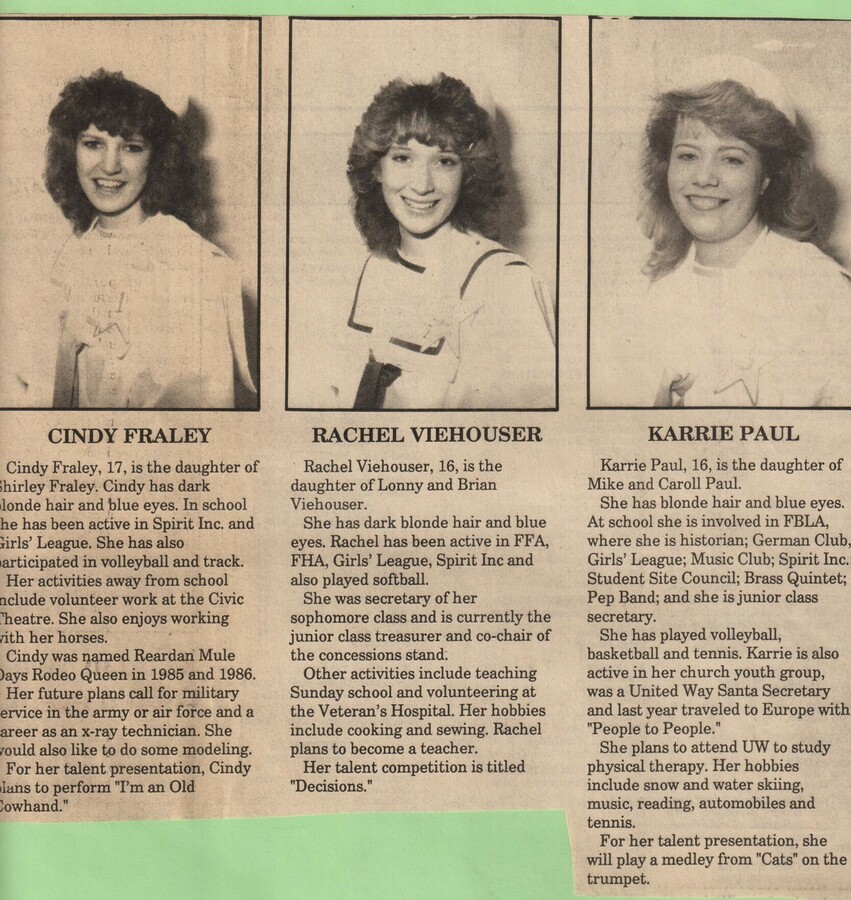 CINDY FRALEY
Cindy Fraley, 17, is the daughter of
Shirley Fraley. Cindy has dark
blonde hair and blue eyes. In school
she has been active in Spirit Inc. and
Girls' League. She has also
participated in volleyball and track.
Her activities away from school
include volunteer work at the Civic
Theatre. She also enjoys working
with her horses.
Cindy was named Reardan Mule
Days Rodeo Queen in 1985 and 1986.
Her future plans call for military
service in the army or air force and a
career as an x-ray technician. She
would also like to do some modeling.
For her talent presentation, Cindy
plans to perform "I'm an Old
Cowhand."
RACHEL VIEHOUSER
Rachel Viehouser, 16, is the
daughter of Lonny and Brian
Viehouser.
She has dark blonde hair and blue
eyes. Rachel has been active in FFA,
FHA, Girls' League, Spirit Inc and
also played softball.
She was secretary of her
sophomore class and is currently the
junior class treasurer and co-chair of
the concessions stand.
Other activities include teaching
Sunday school and volunteering at
the Veteran's Hospital. Her hobbies
include cooking and sewing. Rachel
plans to become a teacher.
Her talent competition is titled
"Decisions."
KARRIE PAUL
Karrie Paul, 16, is the daughter of
Mike and Caroll Paul.
She has blonde hair and blue eyes.
At school she is involved in FBLA,
where she is historian; German Club,
Girls' League; Music Club; Spirit Inc.
Student Site Council; Brass Quintet;
Pep Band; and she is junior class
secretary.
She has played volleyball,
basketball and tennis. Karrie is also
active in her church youth group,
was a United Way Santa Secretary
and last year traveled to Europe with
"People to People."
She plans to attend UW to study
physical therapy. Her hobbies
include snow and water skiing,
music, reading, automobiles and
tennis.
For her talent presentation, she
will play a medley from "Cats" on the
trumpet.